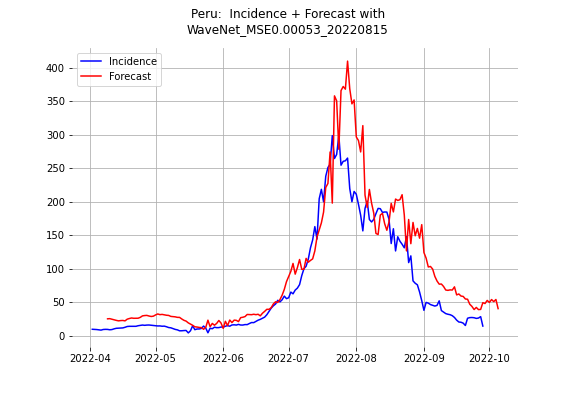 Peru:  Incidence + Forecast with
WaveNet_MSE0.00053_20220815
Incidence
Forecast
400
350
300
250
200
150
100
50
0
2022-04 2022-05 2022-06 2022-07 2022-08 2022-09 2022-10